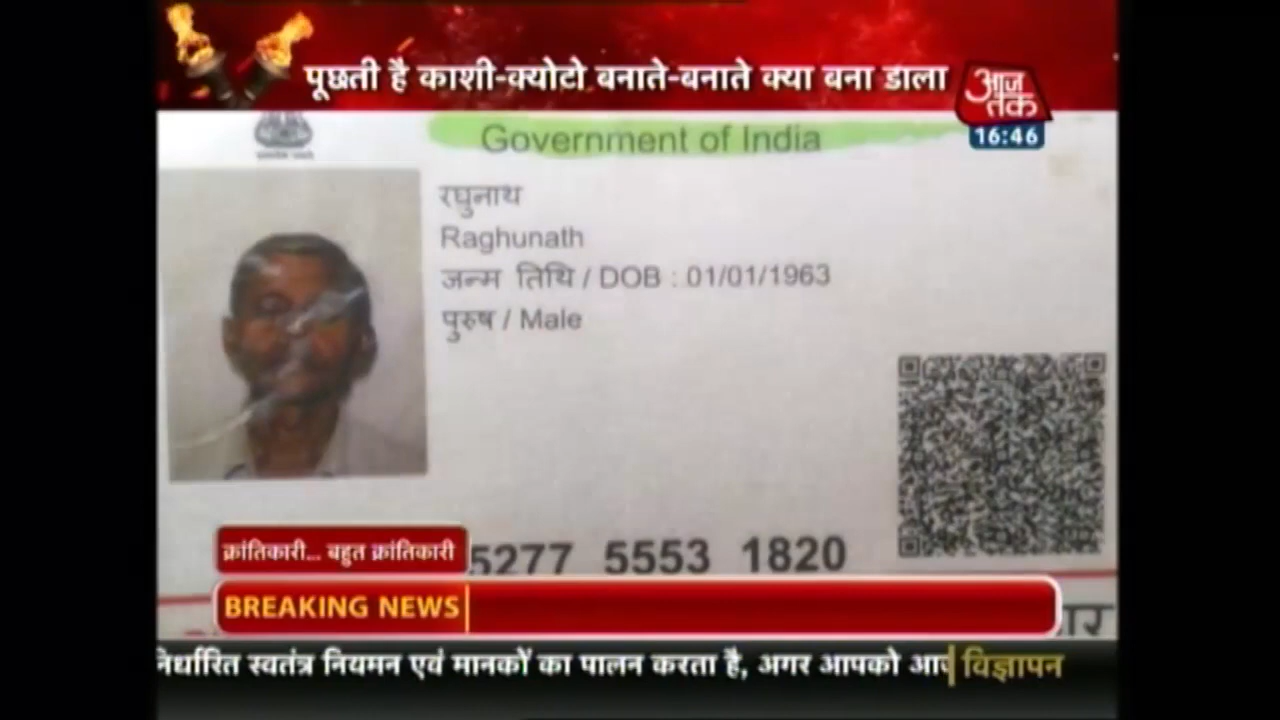 पूछती है काशी-क्योटो बनाते-बनाते क्या बना डाला
आज तक
16:46
Government of India
रघुनाथ
Raghunath
जन्म तिथि / DOB : 01/01/1963
पुरुष / Male
5277 5553 1820
क्रांतिकारी... बहुत क्रांतिकारी
BREAKING NEWS
निर्धारित स्वतंत्र नियमन एवं मानकों का पालन करता है, अगर आपको
विज्ञापन